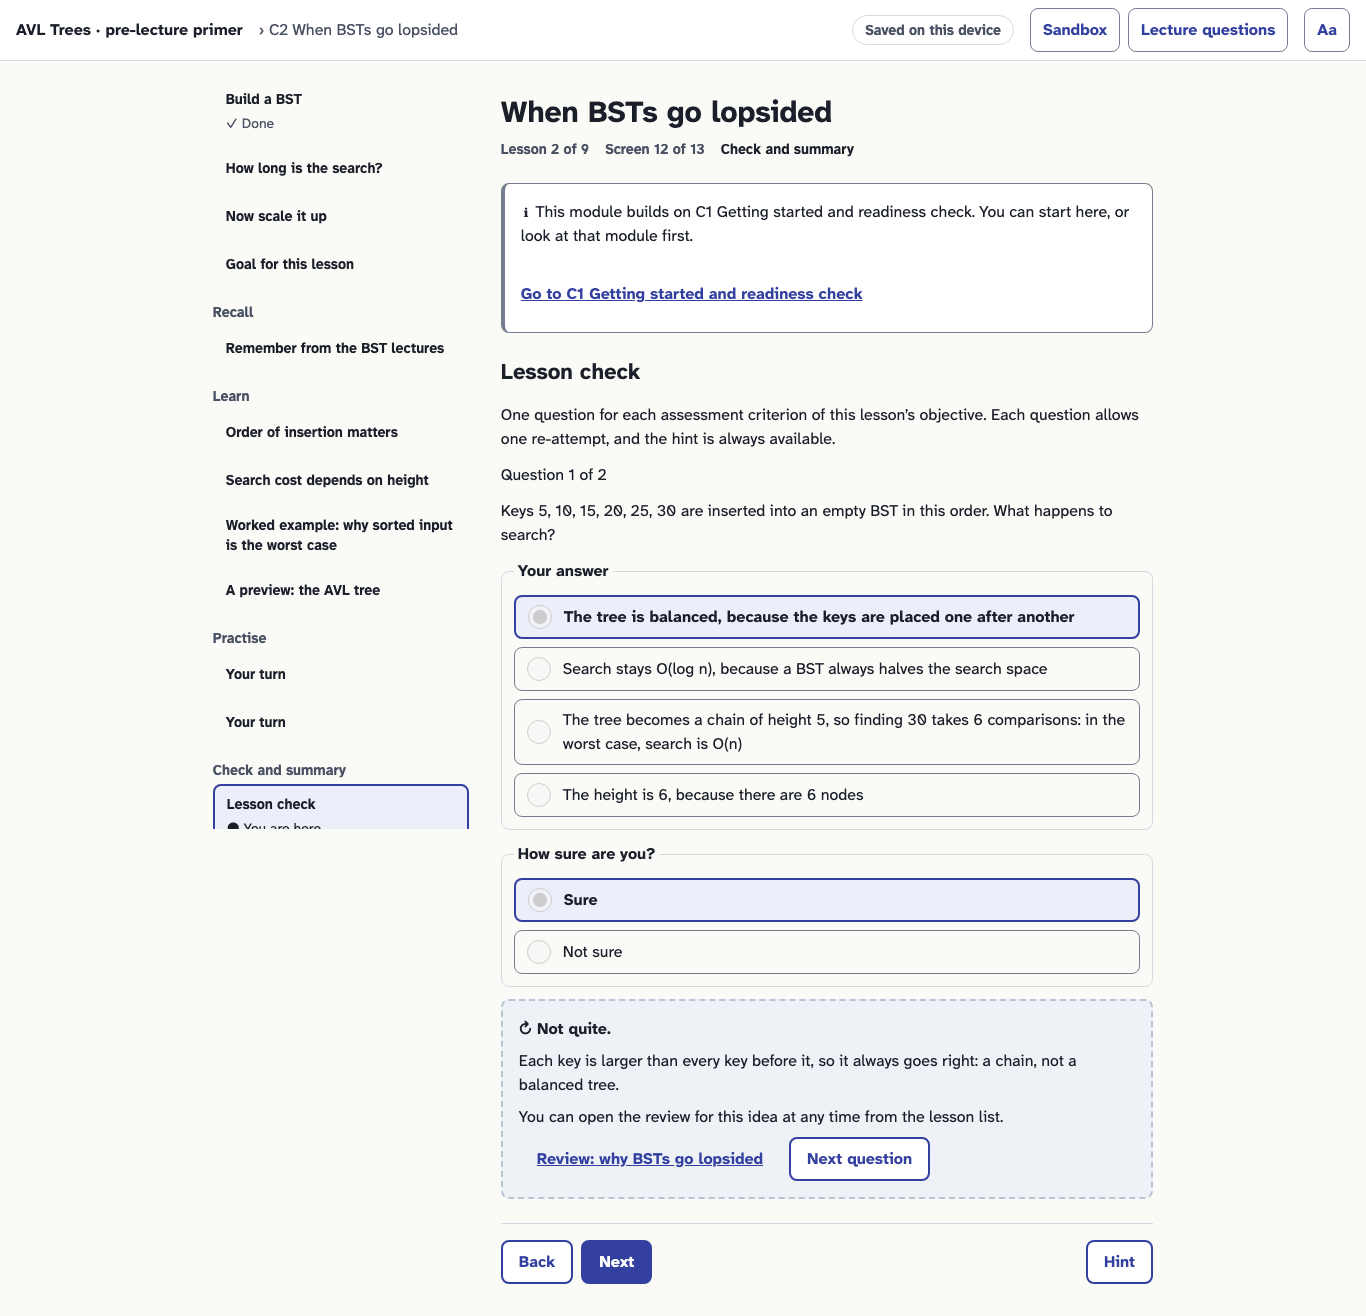 AVL Trees · pre-lecture primer
› C2 When BSTs go lopsided
Saved on this device
Sandbox
Lecture questions
Aa
Build a BST
✓ Done
How long is the search?
Now scale it up
Goal for this lesson
Recall
Remember from the BST lectures
Learn
Order of insertion matters
Search cost depends on height
Worked example: why sorted input
is the worst case
A preview: the AVL tree
Practise
Your turn
Your turn
Check and summary
Lesson check
You are here
When BSTs go lopsided
Lesson 2 of 9 Screen 12 of 13 Check and summary
ℹ This module builds on C1 Getting started and readiness check. You can start here, or
look at that module first.
Go to C1 Getting started and readiness check
Lesson check
One question for each assessment criterion of this lesson’s objective. Each question allows
one re-attempt, and the hint is always available.
Question 1 of 2
Keys 5, 10, 15, 20, 25, 30 are inserted into an empty BST in this order. What happens to
search?
Your answer
The tree is balanced, because the keys are placed one after another
Search stays O(log n), because a BST always halves the search space
The tree becomes a chain of height 5, so finding 30 takes 6 comparisons: in the
worst case, search is O(n)
The height is 6, because there are 6 nodes
How sure are you?
Sure
Not sure
↻ Not quite.
Each key is larger than every key before it, so it always goes right: a chain, not a
balanced tree.
You can open the review for this idea at any time from the lesson list.
Review: why BSTs go lopsided
Next question
Back
Next
Hint